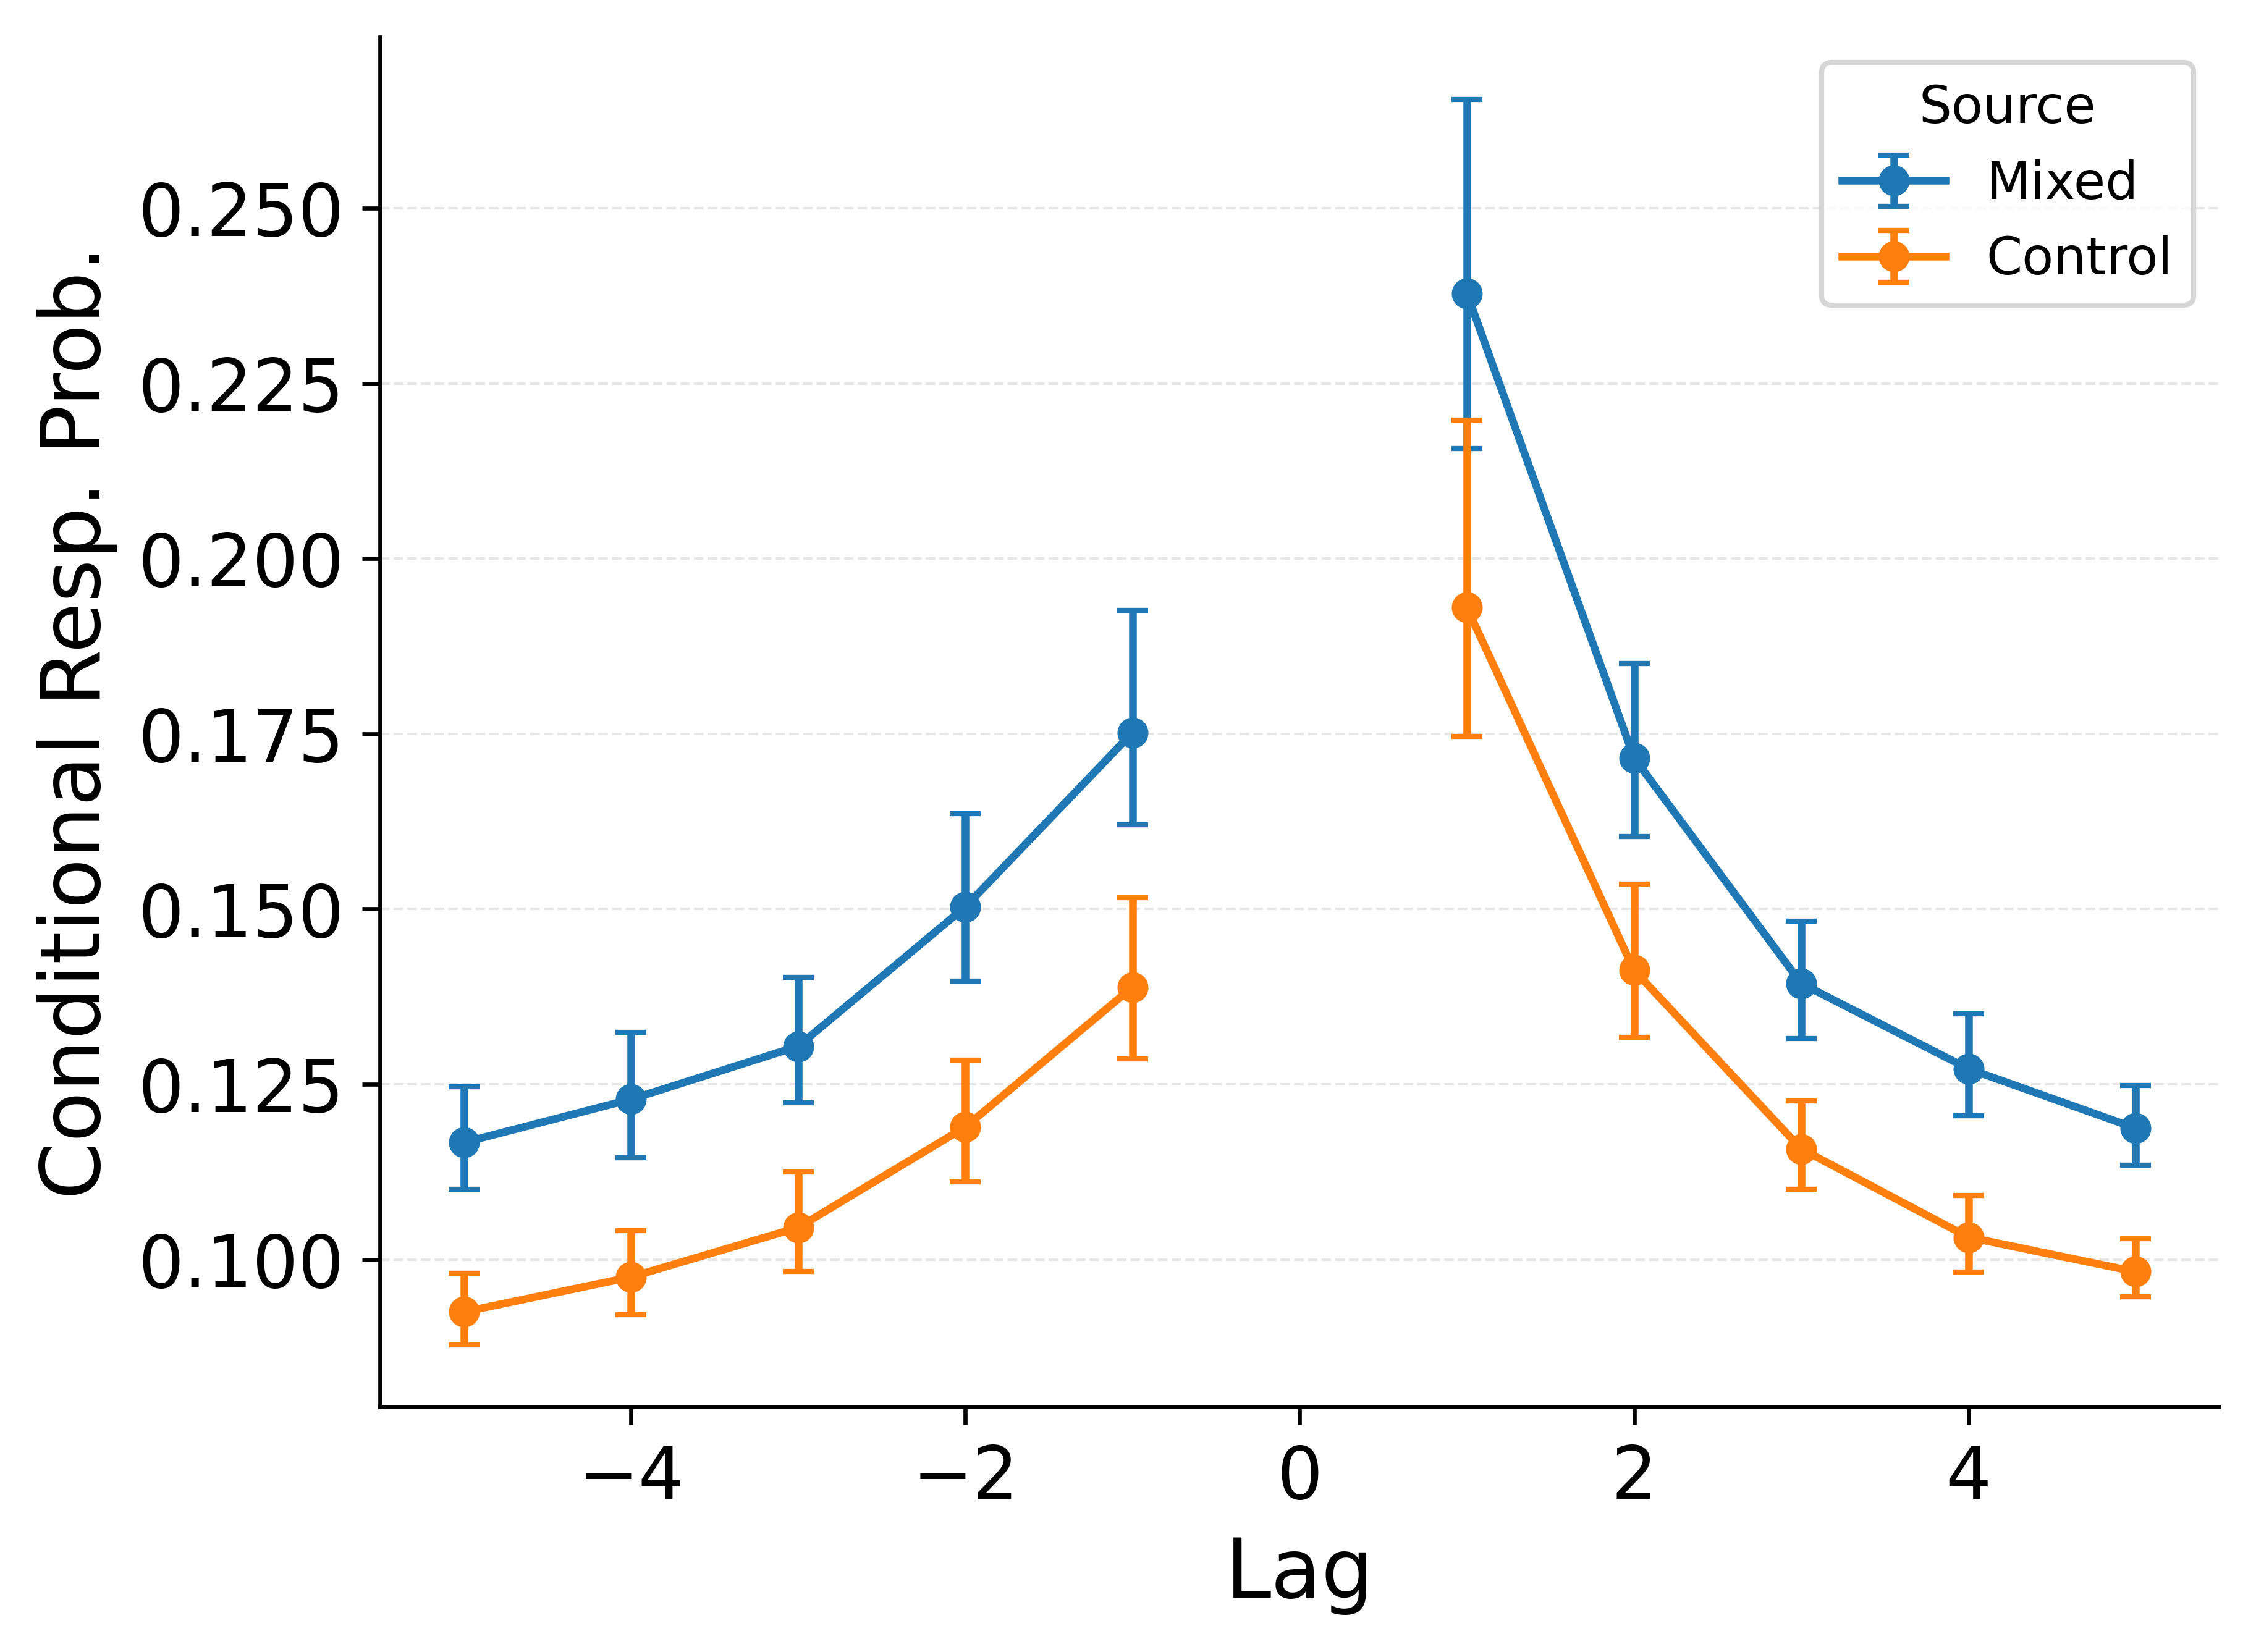 Source
Mixed
Control
Conditional Resp. Prob.
0.250
0.225
0.200
0.175
0.150
0.125
0.100
−4 −2 0 2 4
Lag